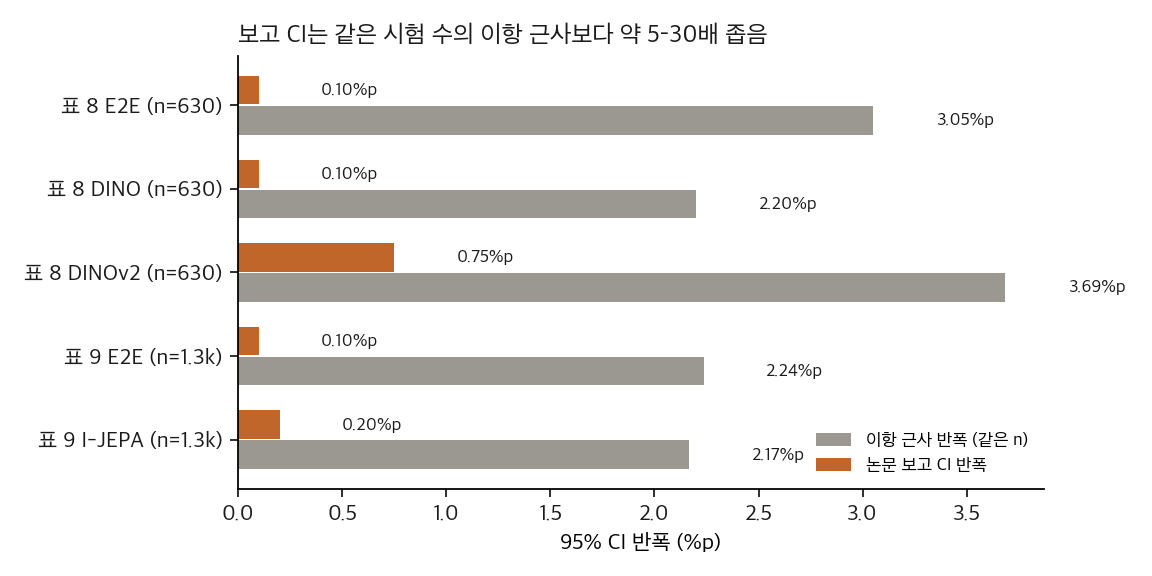 보고 CI는 같은 시험 수의 이항 근사보다 약 5-30배 좁음
표 8 E2E (n=630)
0.10%p
3.05%p
표 8 DINO (n=630)
0.10%p
2.20%p
표 8 DINOv2 (n=630)
0.75%p
3.69%p
표 9 E2E (n=1.3k)
0.10%p
2.24%p
표 9 I-JEPA (n=1.3k)
0.20%p
2.17%p
이항 근사 반폭 (같은 n)
논문 보고 CI 반폭
0.0 0.5 1.0 1.5 2.0 2.5 3.0 3.5
95% CI 반폭 (%p)